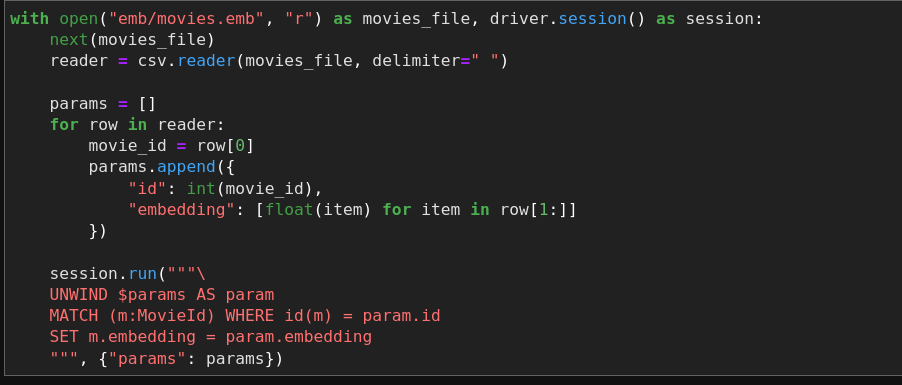 with open("emb/movies.emb", "r") as movies_file, driver.session() as session:
    next(movies_file)
    reader = csv.reader(movies_file, delimiter=" ")

    params = []
    for row in reader:
        movie_id = row[0]
        params.append({
            "id": int(movie_id),
            "embedding": [float(item) for item in row[1:]]
        })

    session.run("""\
    UNWIND $params AS param
    MATCH (m:MovieId) WHERE id(m) = param.id
    SET m.embedding = param.embedding
    """, {"params": params})